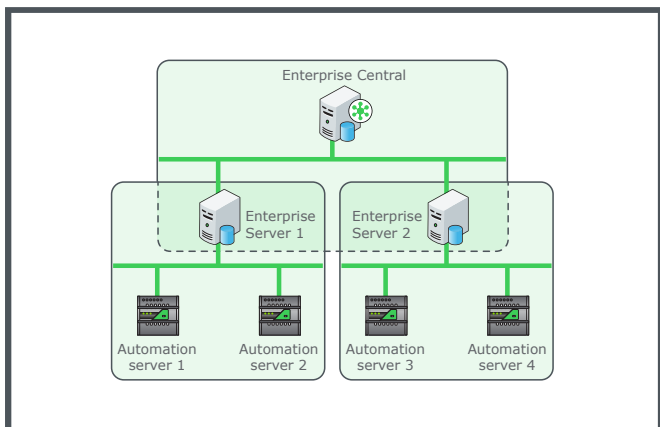 Enterprise Central
Enterprise
Server 1
Enterprise
Server 2
Automation
server 1
Automation
server 2
Automation
server 3
Automation
server 4